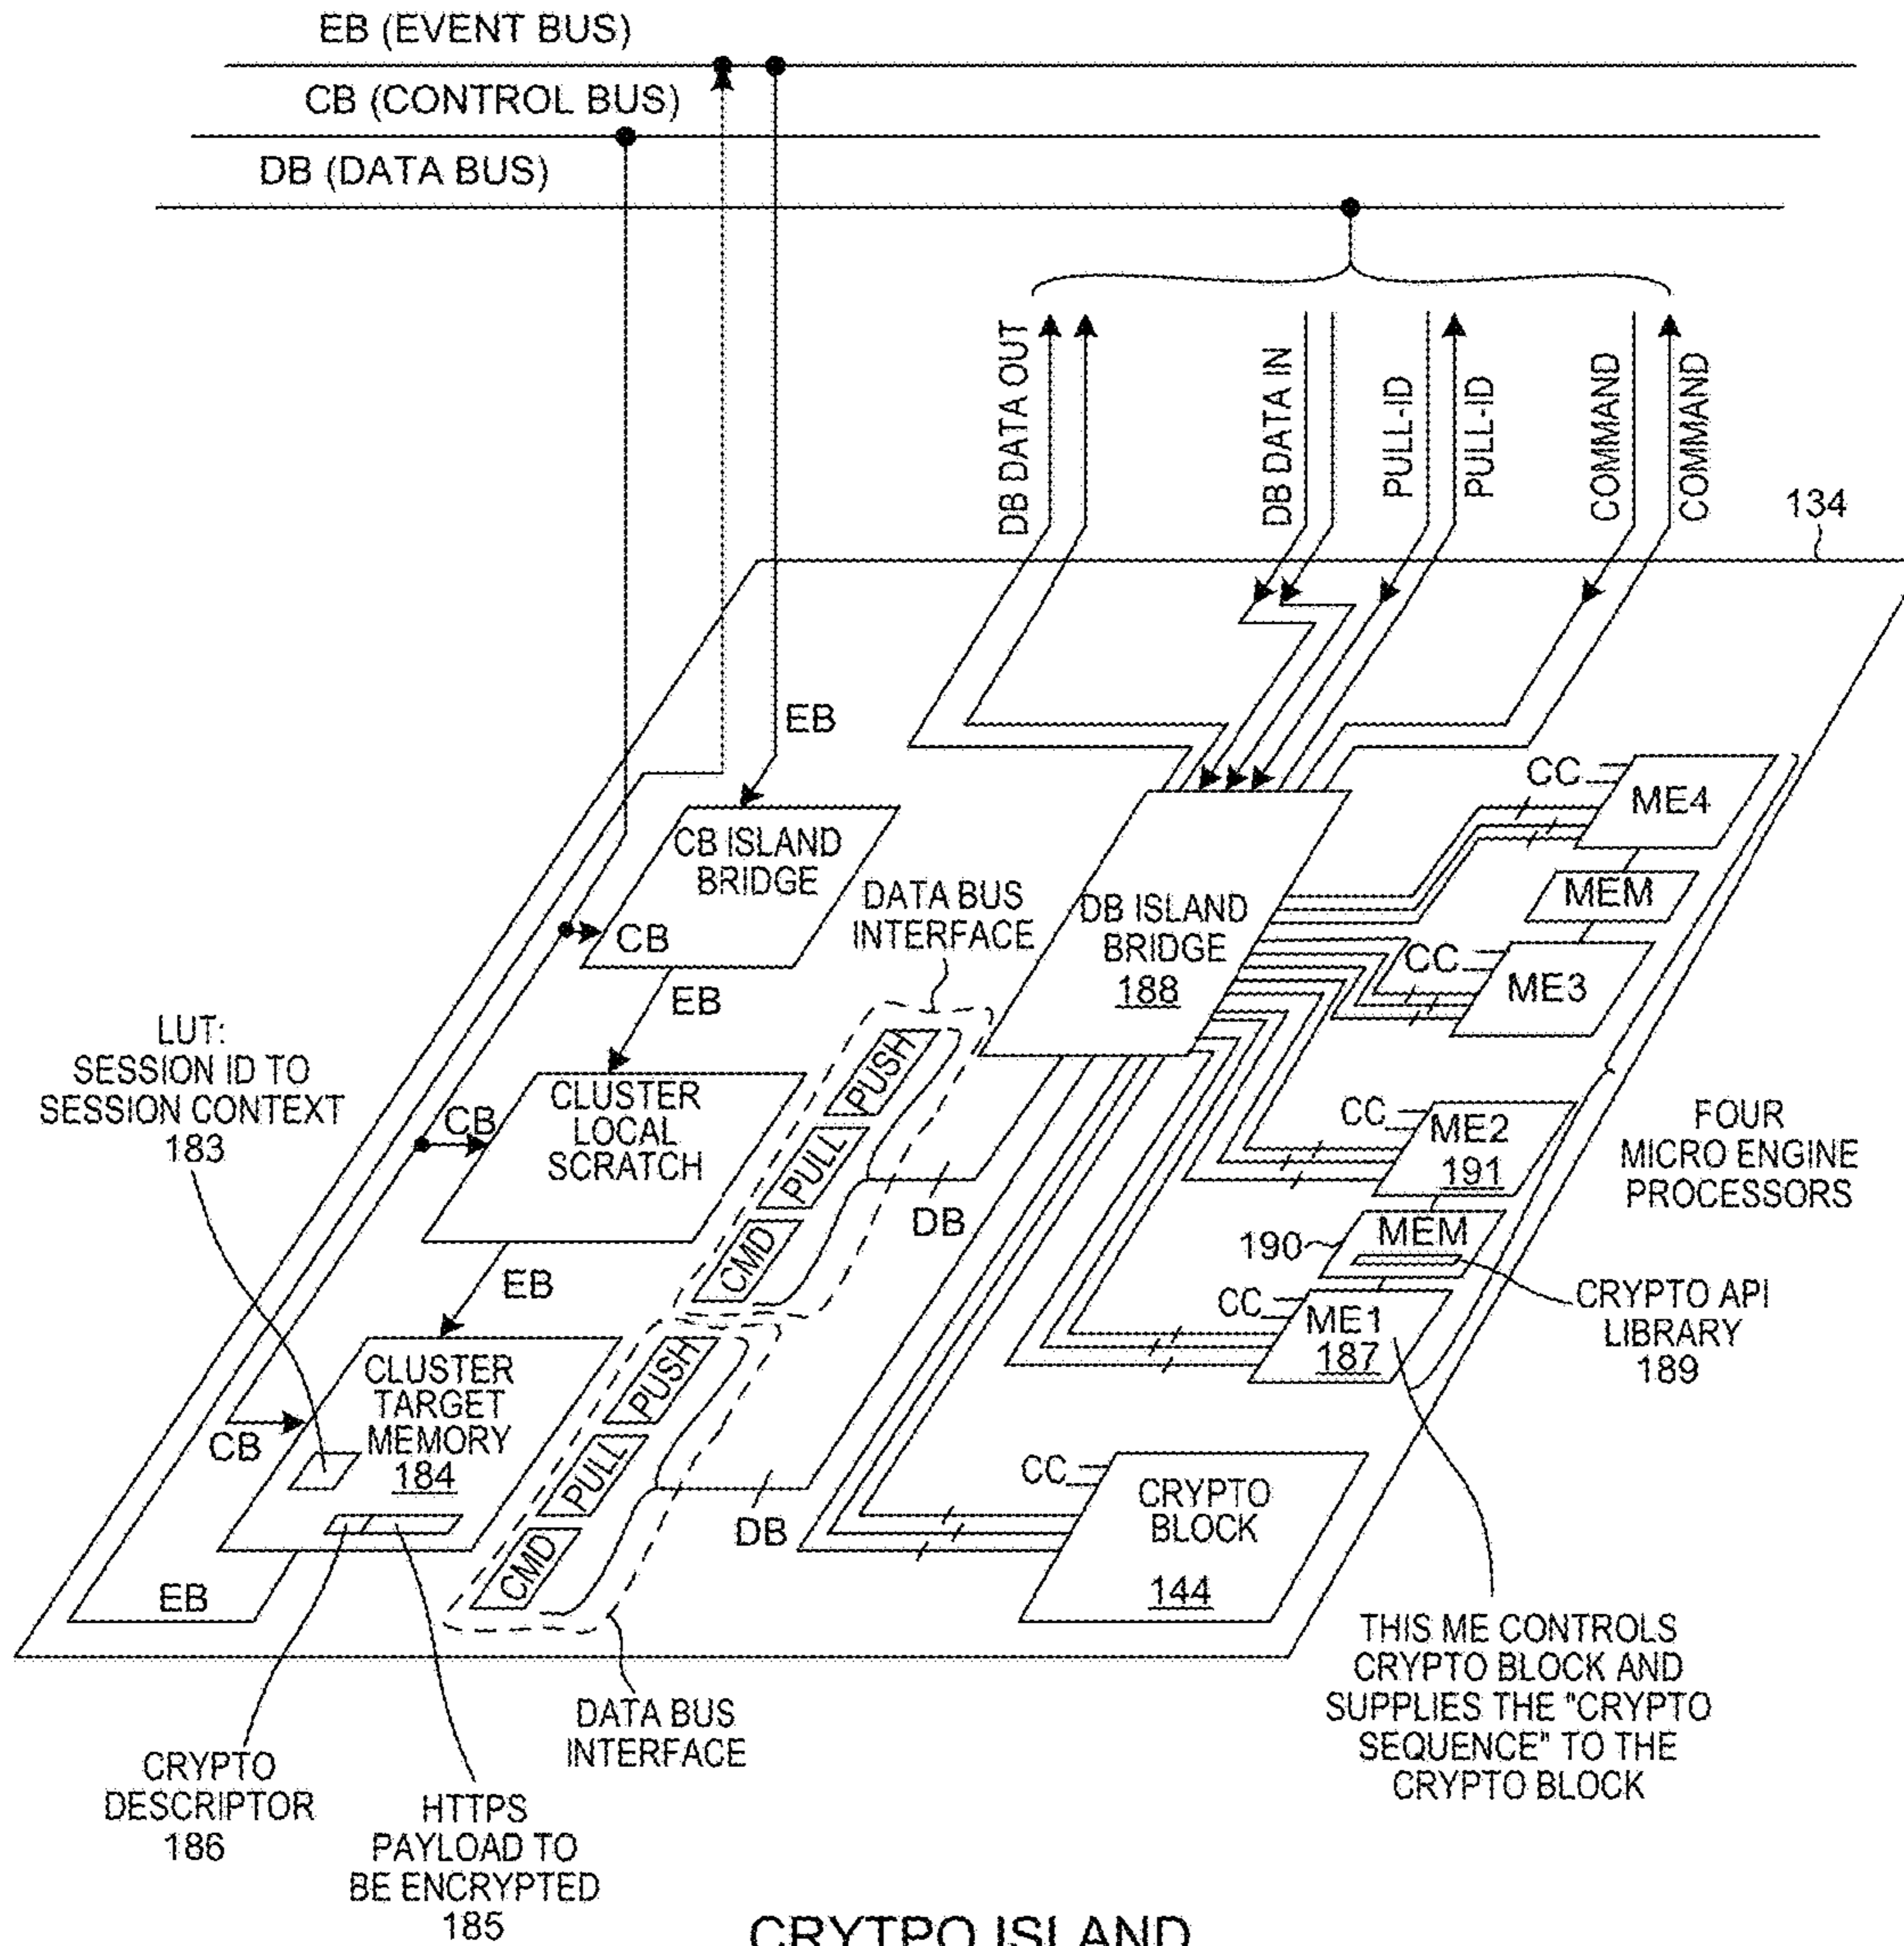 EB (EVENT BUS)
CB (CONTROL BUS)
DB (DATA BUS)
DB DATA OUT
DB DATA IN
PULL-ID
PULL-ID
COMMAND
COMMAND
134
EB
CB ISLAND
BRIDGE
CB
EB
DATA BUS
INTERFACE
DB ISLAND
BRIDGE
188
CC
ME4
MEM
CC
ME3
LUT:
SESSION ID TO
SESSION CONTEXT
183
CB
CLUSTER
LOCAL
SCRATCH
PUSH
PULL
CMD
DB
CC
ME2
191
FOUR
MICRO ENGINE
PROCESSORS
190
MEM
CRYPTO API
LIBRARY
189
CC
ME1
187
EB
CB
CLUSTER
TARGET
MEMORY
184
PUSH
PULL
CMD
DB
CC
CRYPTO
BLOCK
144
EB
DATA BUS
INTERFACE
THIS ME CONTROLS
CRYPTO BLOCK AND
SUPPLIES THE "CRYPTO
SEQUENCE" TO THE
CRYPTO BLOCK
CRYPTO
DESCRIPTOR
186
HTTPS
PAYLOAD TO
BE ENCRYPTED
185
CRYTPO ISLAND